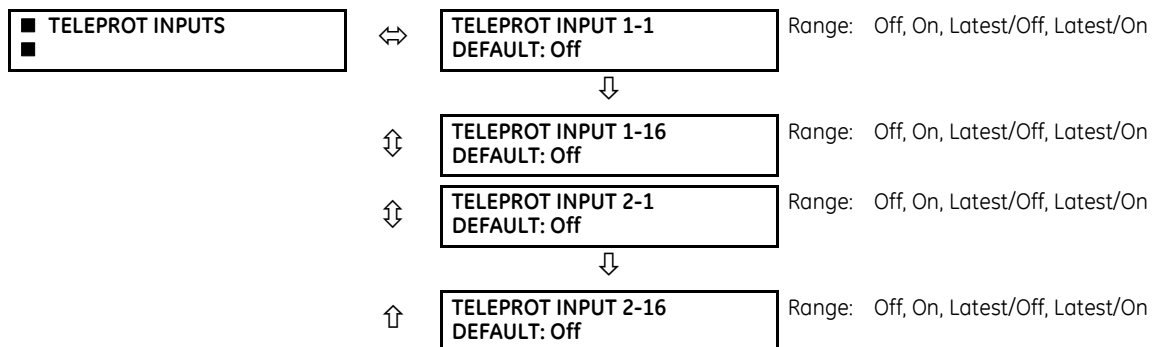 ■ TELEPROT INPUTS
■
TELEPROT INPUT 1-1
DEFAULT: Off
Range: Off, On, Latest/Off, Latest/On
TELEPROT INPUT 1-16
DEFAULT: Off
Range: Off, On, Latest/Off, Latest/On
TELEPROT INPUT 2-1
DEFAULT: Off
Range: Off, On, Latest/Off, Latest/On
TELEPROT INPUT 2-16
DEFAULT: Off
Range: Off, On, Latest/Off, Latest/On